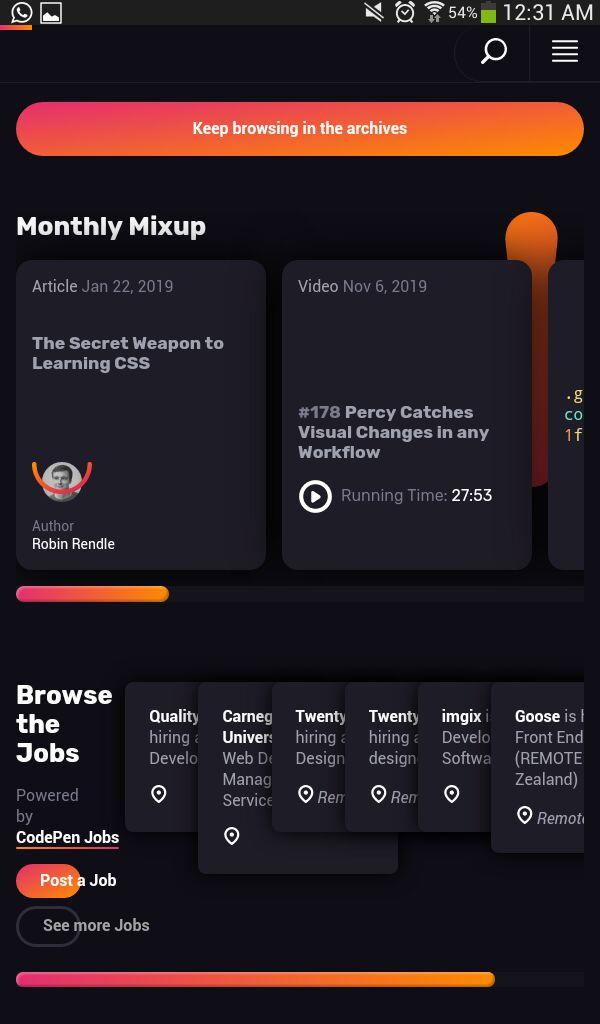 54% 12:31 AM
Keep browsing in the archives
Monthly Mixup
Article Jan 22, 2019
The Secret Weapon to
Learning CSS
Author
Robin Rendle
Video Nov 6, 2019
#178 Percy Catches
Visual Changes in any
Workflow
Running Time: 27:53
.g
co
1f
Browse
the
Jobs
Powered
by
CodePen Jobs
Post a Job
See more Jobs
Quality
hiring
Develo
Carneg
Univers
Web De
Manag
Service
Twenty
hiring
Design
Rem
Twenty
hiring
designe
Rem
imgix
Develo
Softwa
Goose is
Front End
(REMOTE
Zealand)
Remote